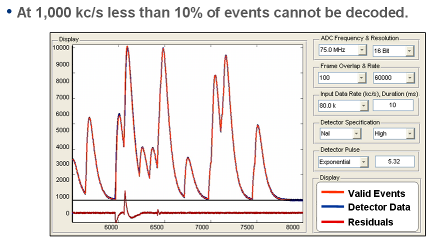 • At 1,000 kc/s less than 10% of events cannot be decoded.
Display
10000
9000
8000
7000
6000
5000
4000
3000
2000
1000
0
6000 6500 7000 7500 8000
ADC Frequency & Resolution
75.0 MHz 16 Bit
Frame Overlap & Rate
100 60000
Input Data Rate (kc/s), Duration (ms)
80.0 k 10
Detector Specification
NaI High
Detector Pulse
Exponential 5.32
Display
Valid Events
Detector Data
Residuals